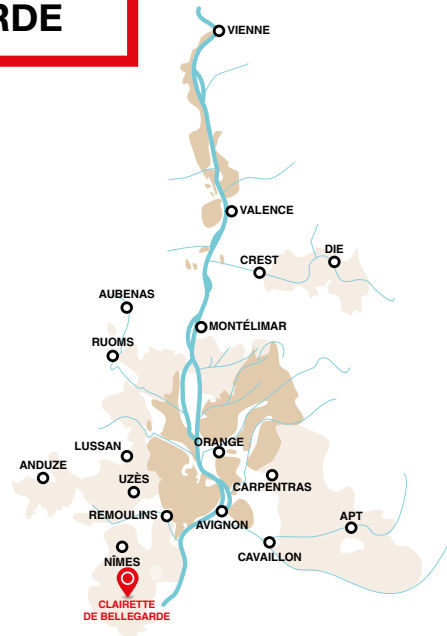 RDE
VIENNE
VALENCE
DIE
CREST
AUBENAS
MONTÉLIMAR
RUOMS
ORANGE
LUSSAN
ANDUZE
UZÈS
CARPENTRAS
REMOULINS
AVIGNON
APT
CAVAILLON
NÎMES
CLAIRETTE
DE BELLEGARDE